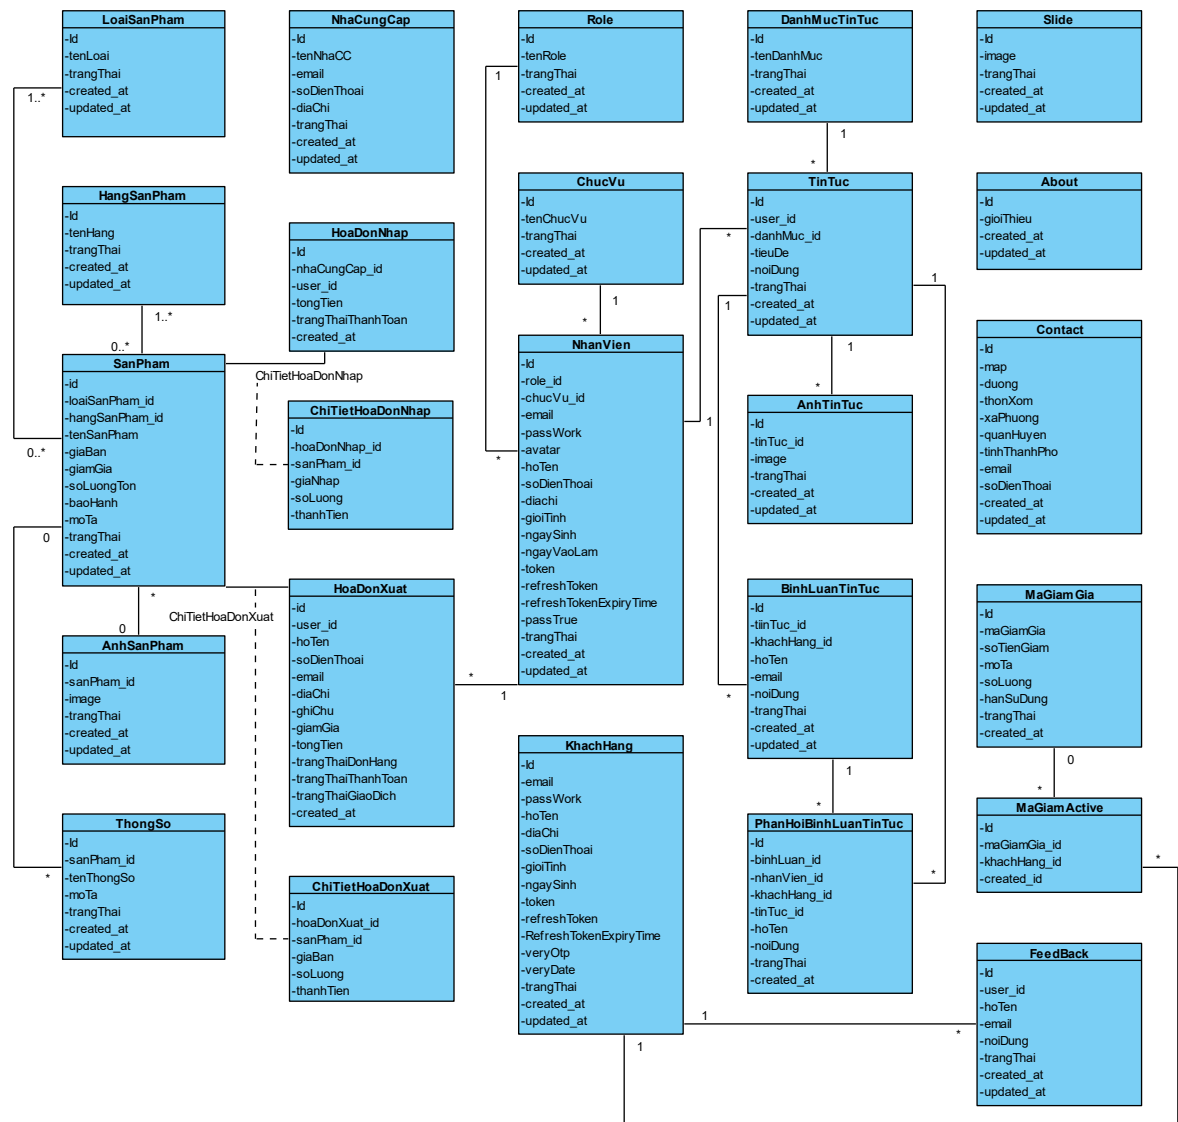 LoaiSanPham
-Id
-tenLoai
-trangThai
-created_at
-updated_at
1..*
0..*
HangSanPham
-Id
-tenHang
-trangThai
-created_at
-updated_at
1..*
0..*
SanPham
-id
-loaiSanPham_id
-hangSanPham_id
-tenSanPham
-giaBan
-giamGia
-soLuongTon
-baoHanh
-moTa
-trangThai
-created_at
-updated_at
0
*
*
0
AnhSanPham
-Id
-sanPham_id
-image
-trangThai
-created_at
-updated_at
ThongSo
-Id
-sanPham_id
-tenThongSo
-moTa
-trangThai
-created_at
-updated_at
NhaCungCap
-Id
-tenNhaCC
-email
-soDienThoai
-diaChi
-trangThai
-created_at
-updated_at
HoaDonNhap
-Id
-nhaCungCap_id
-user_id
-tongTien
-trangThaiThanhToan
-created_at
ChiTietHoaDonNhap
ChiTietHoaDonNhap
-Id
-hoaDonNhap_id
-sanPham_id
-giaNhap
-soLuong
-thanhTien
ChiTietHoaDonXuat
HoaDonXuat
-id
-user_id
-hoTen
-soDienThoai
-email
-diaChi
-ghiChu
-giamGia
-tongTien
-trangThaiDonHang
-trangThaiThanhToan
-trangThaiGiaoDich
-created_at
*
1
ChiTietHoaDonXuat
-Id
-hoaDonXuat_id
-sanPham_id
-giaBan
-soLuong
-thanhTien
Role
-Id
-tenRole
-trangThai
-created_at
-updated_at
1
*
ChucVu
-Id
-tenChucVu
-trangThai
-created_at
-updated_at
1
*
NhanVien
-Id
-role_id
-chucVu_id
-email
-passWork
-avatar
-hoTen
-soDienThoai
-diachi
-gioiTinh
-ngaySinh
-ngayVaoLam
-token
-refreshToken
-refreshTokenExpiryTime
-passTrue
-trangThai
-created_at
-updated_at
1
*
KhachHang
-Id
-email
-passWork
-hoTen
-diaChi
-soDienThoai
-gioiTinh
-ngaySinh
-token
-refreshToken
-RefreshTokenExpiryTime
-veryOtp
-veryDate
-trangThai
-created_at
-updated_at
1
*
1
*
DanhMucTinTuc
-Id
-tenDanhMuc
-trangThai
-created_at
-updated_at
1
*
TinTuc
-Id
-user_id
-danhMuc_id
-tieuDe
-noiDung
-trangThai
-created_at
-updated_at
1
*
1
*
1
*
AnhTinTuc
-Id
-tinTuc_id
-image
-trangThai
-created_at
-updated_at
BinhLuanTinTuc
-Id
-tiinTuc_id
-khachHang_id
-hoTen
-email
-noiDung
-trangThai
-created_at
-updated_at
1
*
PhanHoiBinhLuanTinTuc
-Id
-binhLuan_id
-nhanVien_id
-khachHang_id
-tinTuc_id
-hoTen
-noiDung
-trangThai
-created_at
Slide
-Id
-image
-trangThai
-created_at
-updated_at
About
-Id
-gioiThieu
-created_at
-updated_at
Contact
-Id
-map
-duong
-thonXom
-xaPhuong
-quanHuyen
-tinhThanhPho
-email
-soDienThoai
-created_at
-updated_at
MaGiamGia
-Id
-maGiamGia
-soTienGiam
-moTa
-soLuong
-hanSuDung
-trangThai
-created_at
0
*
MaGiamActive
-Id
-maGiamGia_id
-khachHang_id
-created_id
FeedBack
-Id
-user_id
-hoTen
-email
-noiDung
-trangThai
-created_at
-updated_at